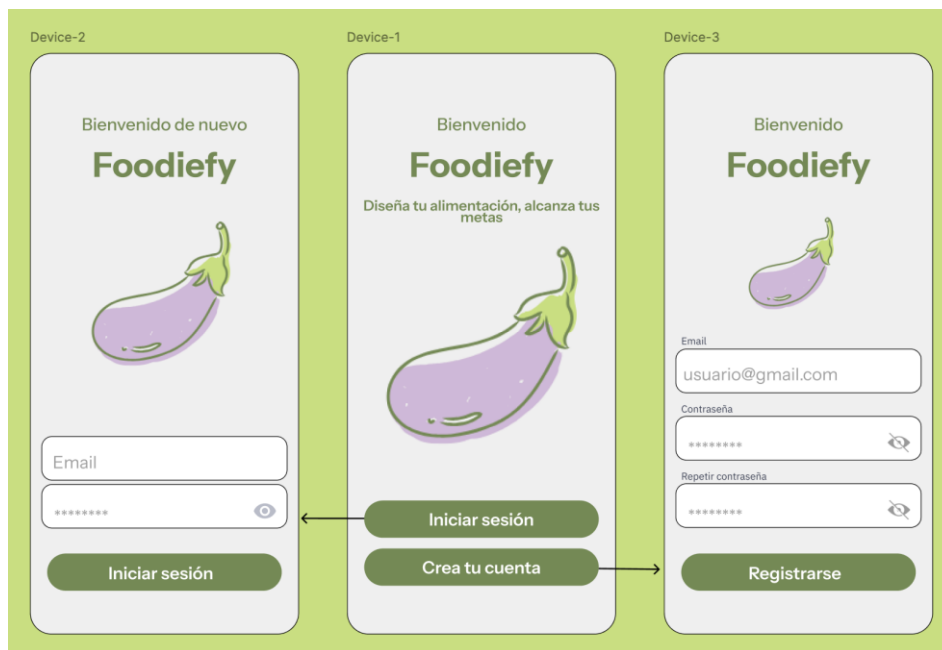 Device-2
Bienvenido de nuevo
Foodiefy
Email
********
Iniciar sesión
Device-1
Bienvenido
Foodiefy
Diseña tu alimentación, alcanza tus
metas
Iniciar sesión
Crea tu cuenta
Device-3
Bienvenido
Foodiefy
Email
usuario@gmail.com
Contraseña
********
Repetir contraseña
********
Registrarse